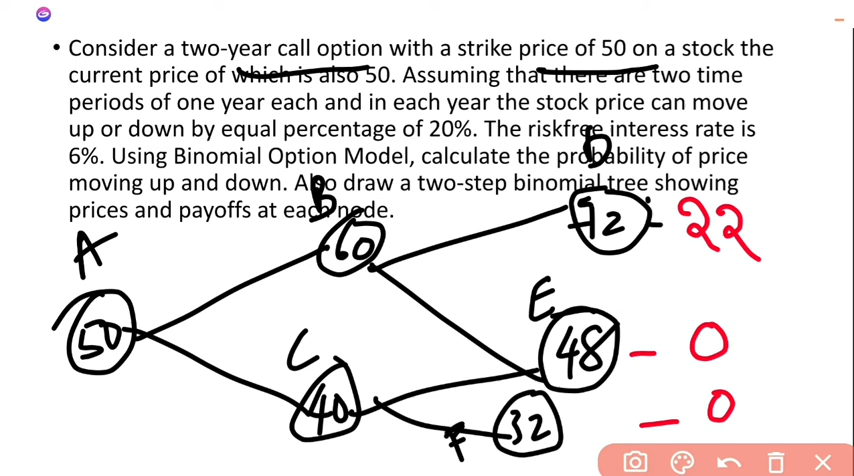 • Consider a two-year call option with a strike price of 50 on a stock the
current price of which is also 50. Assuming that there are two time
periods of one year each and in each year the stock price can move
up or down by equal percentage of 20%. The riskfree interess rate is
6%. Using Binomial Option Model, calculate the probability of price
moving up and down. Also draw a two-step binomial tree showing
prices and payoffs at each node.
D
B
72 - 22
A
60
E
50
48 - 0
C
40
F 32 - 0